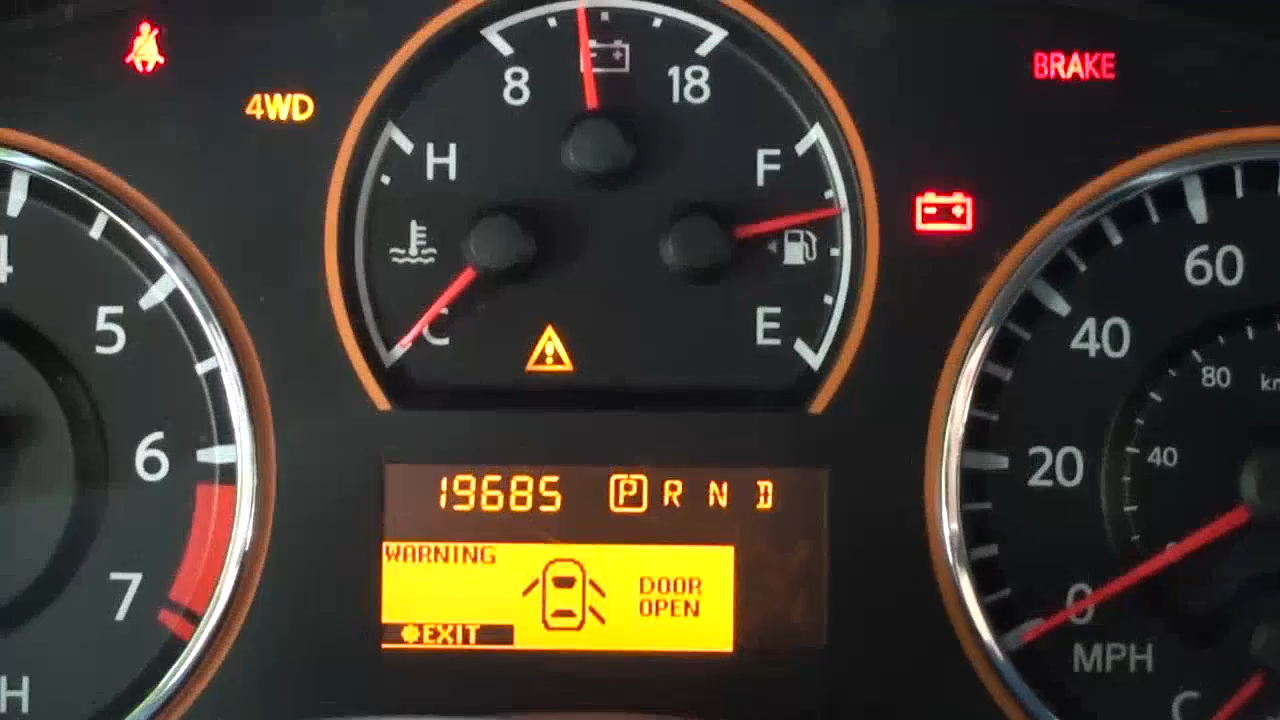 8 18
BRAKE
4WD
H
F
C
E
4
5
6
7
H
60
40
20
0
MPH
80
40
C
19685 P R N D
WARNING
DOOR
OPEN
EXIT